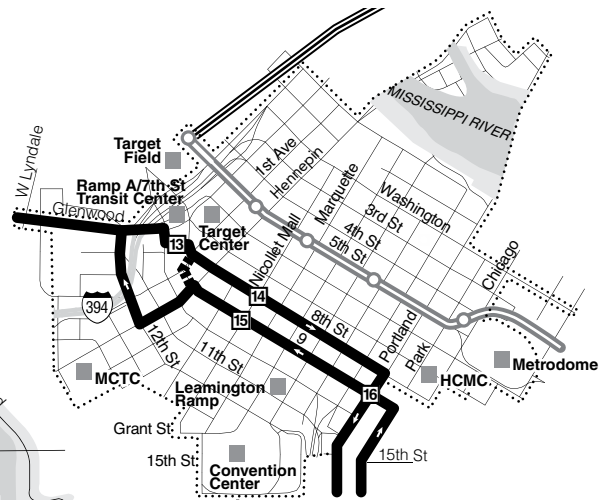 MISSISSIPPI RIVER
W Lyndale
Target
Field
1st Ave
Hennepin
Marquette
Washington
3rd St
4th St
5th St
Ramp A/7th St
Transit Center
Glenwood
Target
Center
Nicollet Mall
Chicago
13
394
14
15
8th St
9
12th St
11th St
Portland
Park
Metrodome
MCTC
HCMC
Leamington
Ramp
16
Grant St
15th St
15th St
Convention
Center